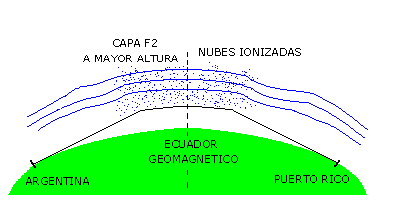 CAPA F2
A MAYOR ALTURA
NUBES IONIZADAS
ECUADOR
GEOMAGNETICO
ARGENTINA
PUERTO RICO